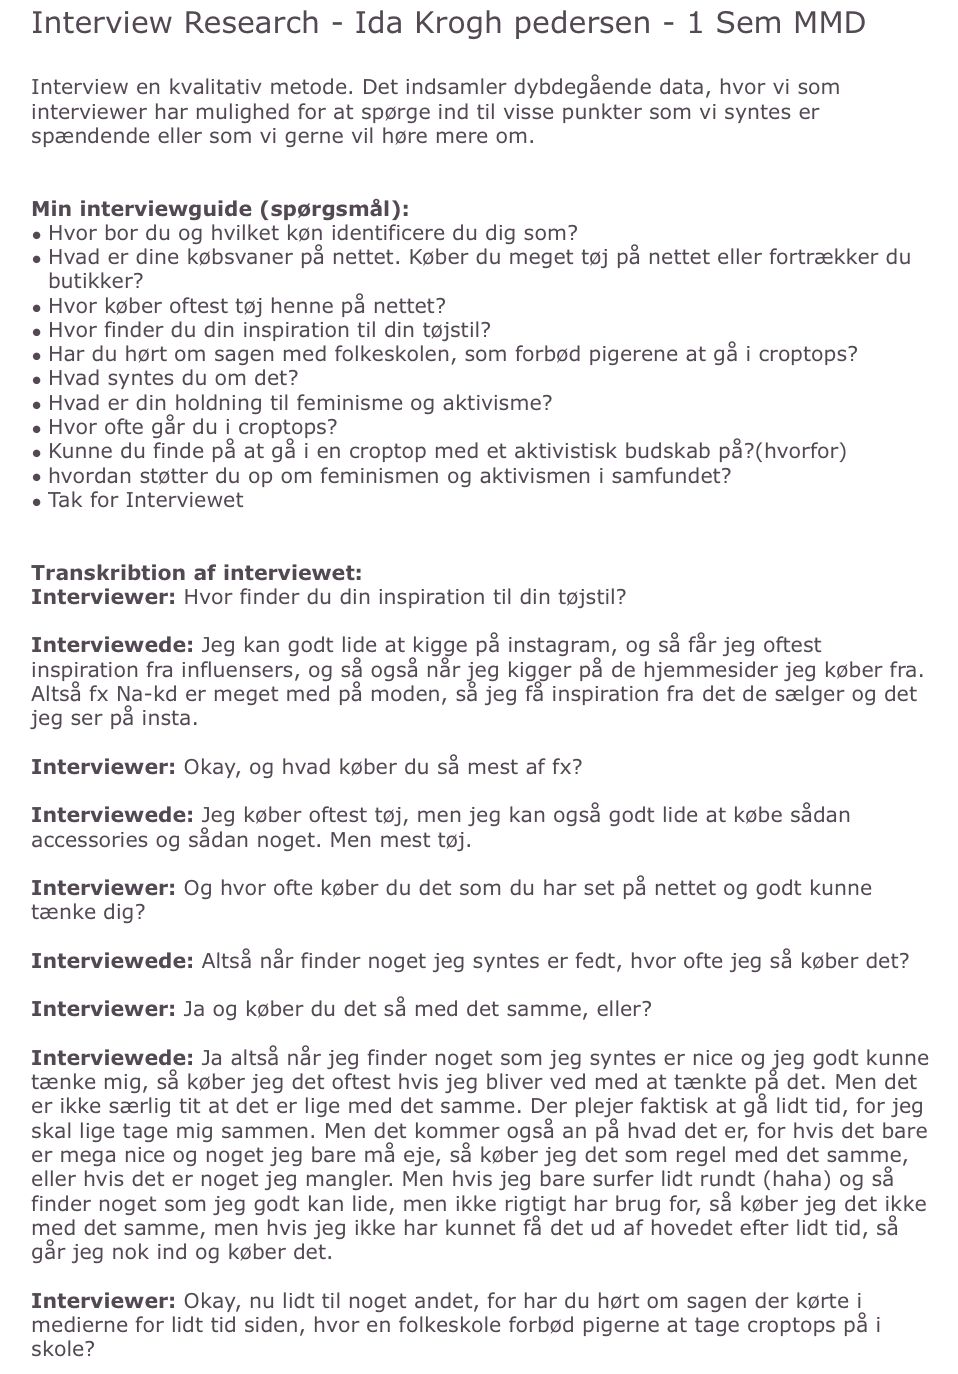 Interview Research - Ida Krogh pedersen - 1 Sem MMD
Interview en kvalitativ metode. Det indsamler dybdegående data, hvor vi som
interviewer har mulighed for at spørge ind til visse punkter som vi syntes er
spændende eller som vi gerne vil høre mere om.
Min interviewguide (spørgsmål):
• Hvor bor du og hvilket køn identificere du dig som?
• Hvad er dine købsvaner på nettet. Køber du meget tøj på nettet eller fortrækker du
butikker?
• Hvor køber oftest tøj henne på nettet?
• Hvor finder du din inspiration til din tøjstil?
• Har du hørt om sagen med folkeskolen, som forbød pigerene at gå i croptops?
• Hvad syntes du om det?
• Hvad er din holdning til feminisme og aktivisme?
• Hvor ofte går du i croptops?
• Kunne du finde på at gå i en croptop med et aktivistisk budskab på?(hvorfor)
• hvordan støtter du op om feminismen og aktivismen i samfundet?
• Tak for Interviewet
Transkribtion af interviewet:
Interviewer: Hvor finder du din inspiration til din tøjstil?
Interviewede: Jeg kan godt lide at kigge på instagram, og så får jeg oftest
inspiration fra influensers, og så også når jeg kigger på de hjemmesider jeg køber fra.
Altså fx Na-kd er meget med på moden, så jeg få inspiration fra det de sælger og det
jeg ser på insta.
Interviewer: Okay, og hvad køber du så mest af fx?
Interviewede: Jeg køber oftest tøj, men jeg kan også godt lide at købe sådan
accessories og sådan noget. Men mest tøj.
Interviewer: Og hvor ofte køber du det som du har set på nettet og godt kunne
tænke dig?
Interviewede: Altså når finder noget jeg syntes er fedt, hvor ofte jeg så køber det?
Interviewer: Ja og køber du det så med det samme, eller?
Interviewede: Ja altså når jeg finder noget som jeg syntes er nice og jeg godt kunne
tænke mig, så køber jeg det oftest hvis jeg bliver ved med at tænkte på det. Men det
er ikke særlig tit at det er lige med det samme. Der plejer faktisk at gå lidt tid, for jeg
skal lige tage mig sammen. Men det kommer også an på hvad det er, for hvis det bare
er mega nice og noget jeg bare må eje, så køber jeg det som regel med det samme,
eller hvis det er noget jeg mangler. Men hvis jeg bare surfer lidt rundt (haha) og så
finder noget som jeg godt kan lide, men ikke rigtigt har brug for, så køber jeg det ikke
med det samme, men hvis jeg ikke har kunnet få det ud af hovedet efter lidt tid, så
går jeg nok ind og køber det.
Interviewer: Okay, nu lidt til noget andet, for har du hørt om sagen der kørte i
medierne for lidt tid siden, hvor en folkeskole forbød pigerne at tage croptops på i
skole?